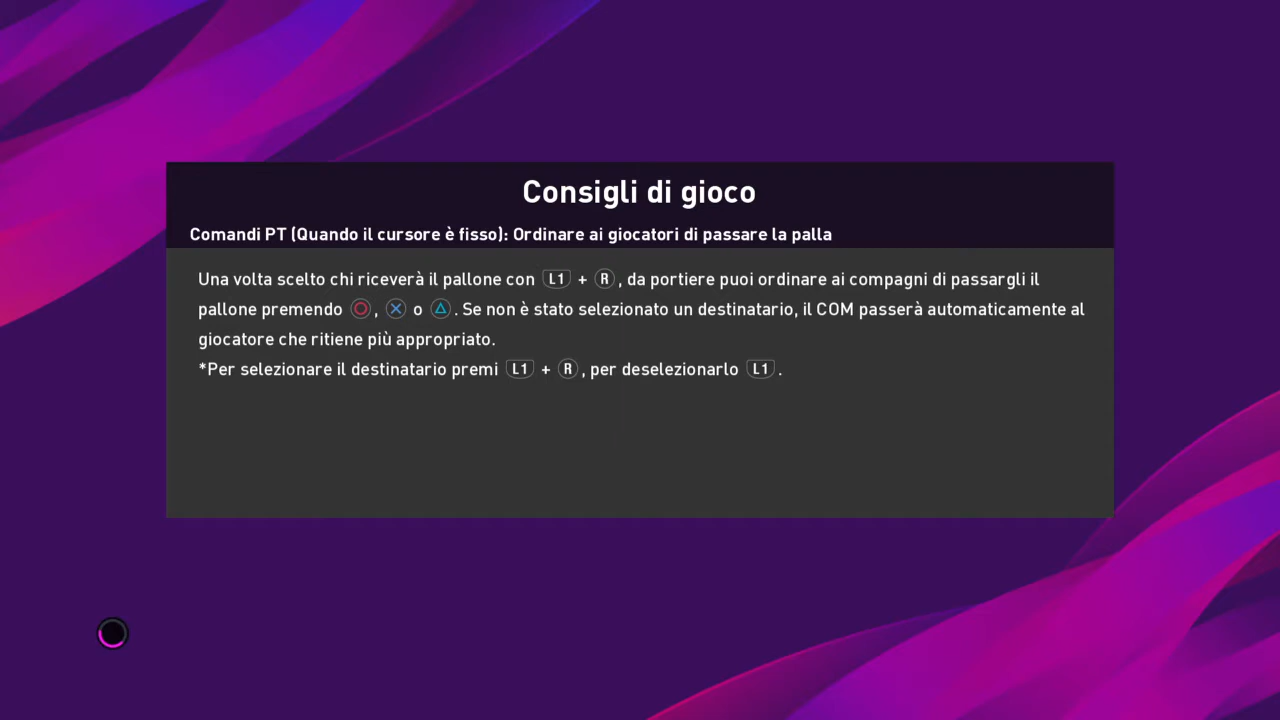 Consigli di gioco
Comandi PT (Quando il cursore è fisso): Ordinare ai giocatori di passare la palla
Una volta scelto chi riceverà il pallone con L1 + R, da portiere puoi ordinare ai compagni di passargli il
pallone premendo ○, × o △. Se non è stato selezionato un destinatario, il COM passerà automaticamente al
giocatore che ritiene più appropriato.
*Per selezionare il destinatario premi L1 + R, per deselezionarlo L1.